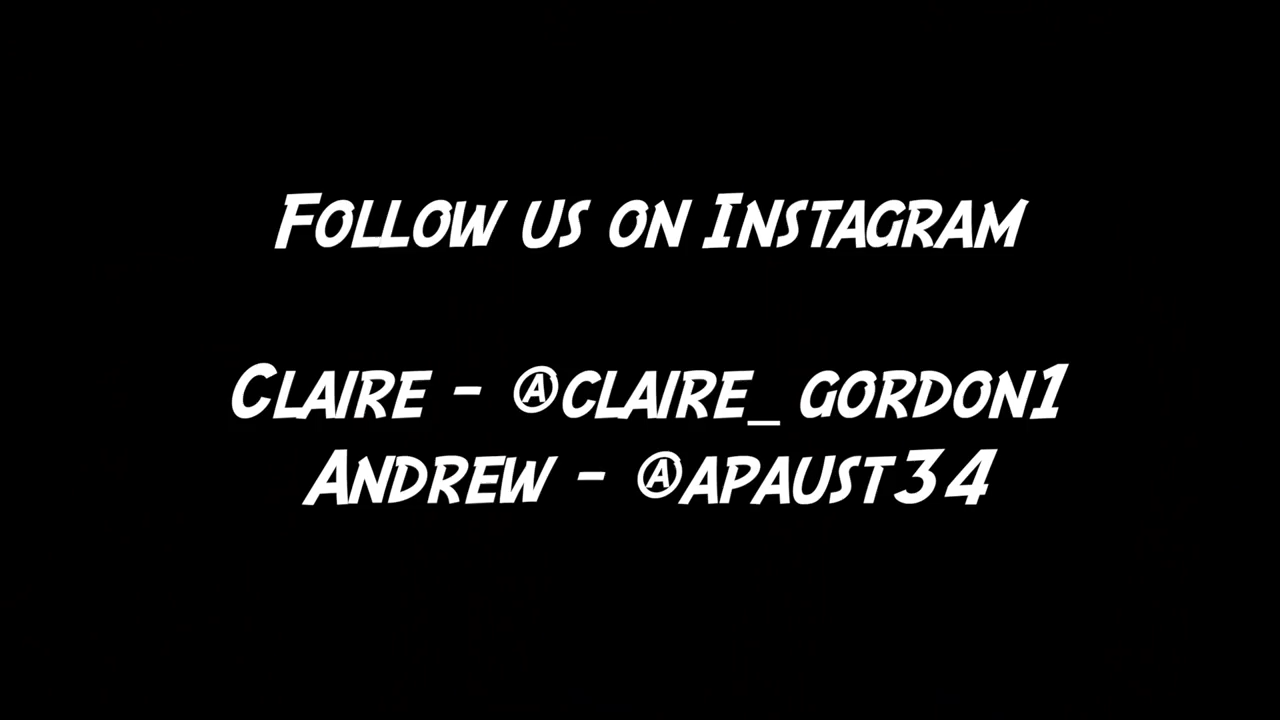 Follow us on Instagram
Claire - @claire_gordon1
Andrew - @apaust34